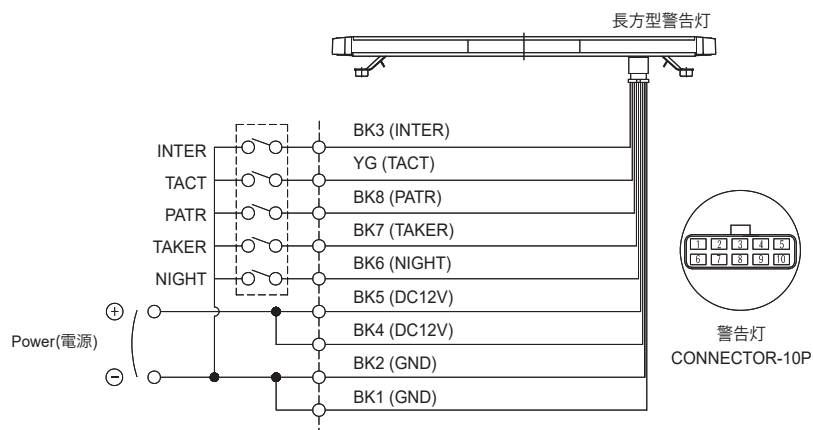 長方型警告灯
BK3 (INTER)
INTER
YG (TACT)
TACT
BK8 (PATR)
PATR
BK7 (TAKER)
TAKER
BK6 (NIGHT)
NIGHT
BK5 (DC12V)
+
BK4 (DC12V)
Power(電源)
BK2 (GND)
−
BK1 (GND)
1 2 3 4 5
6 7 8 9 10
警告灯
CONNECTOR-10P